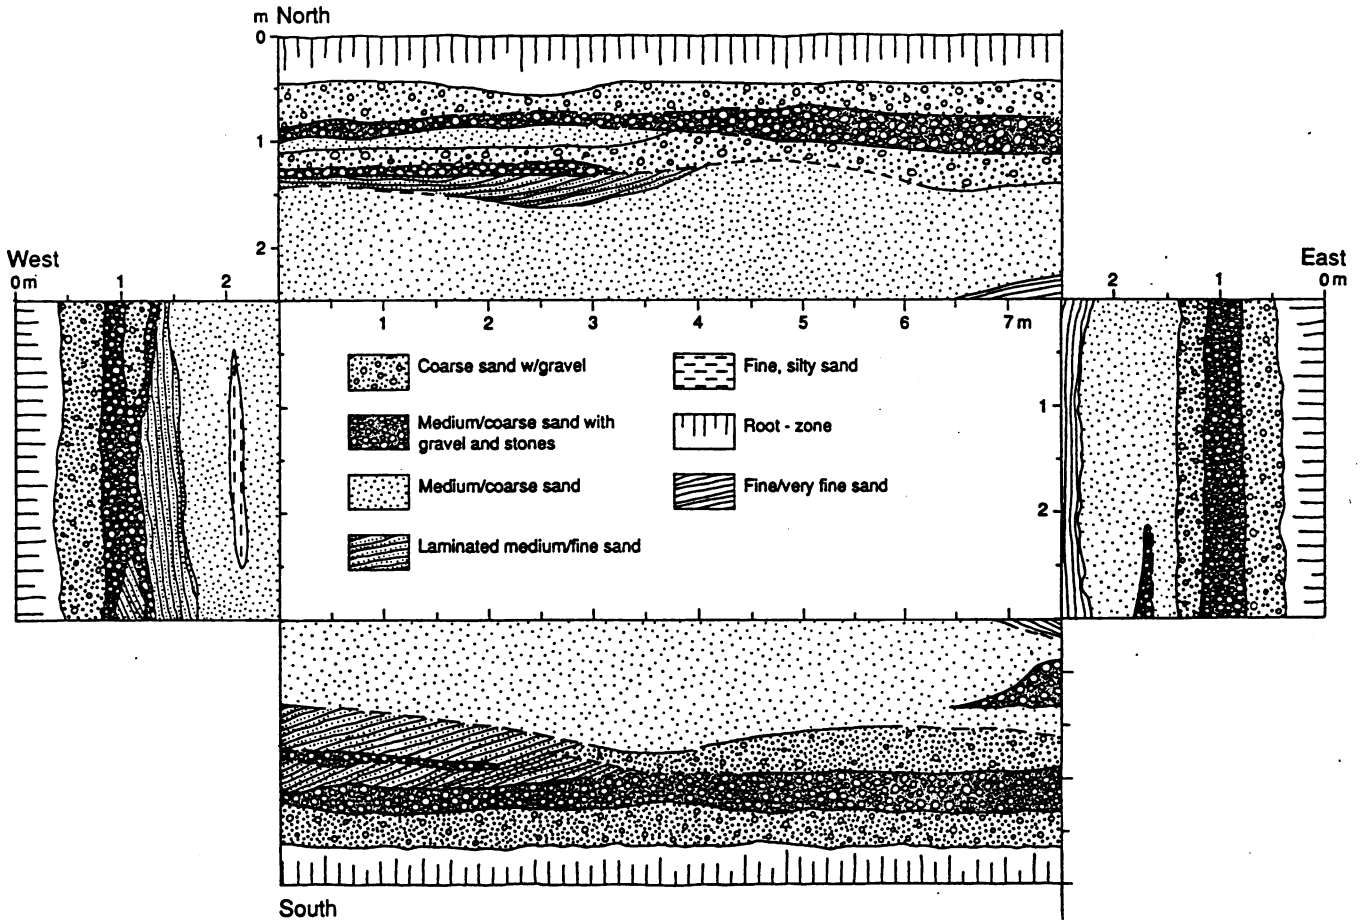 m North
0
1
2
West
0 m 1 2
East
2 1 0 m
1 2 3 4 5 6 7 m
Coarse sand w/gravel
Medium/coarse sand with
gravel and stones
Medium/coarse sand
Laminated medium/fine sand
Fine, silty sand
Root - zone
Fine/very fine sand
1
2
South